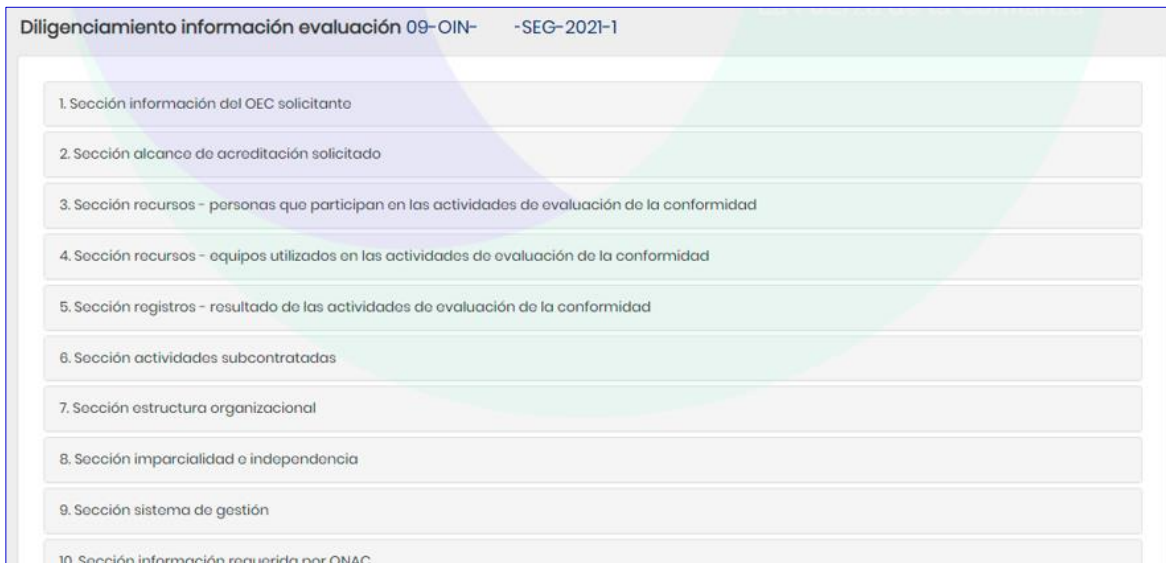 Diligenciamiento información evaluación 09-OIN- -SEG-2021-1
1. Sección información del OEC solicitante
2. Sección alcance de acreditación solicitado
3. Sección recursos - personas que participan en las actividades de evaluación de la conformidad
4. Sección recursos - equipos utilizados en las actividades de evaluación de la conformidad
5. Sección registros - resultado de las actividades de evaluación de la conformidad
6. Sección actividades subcontratadas
7. Sección estructura organizacional
8. Sección imparcialidad e independencia
9. Sección sistema de gestión
10. Sección información requerida por ONAC